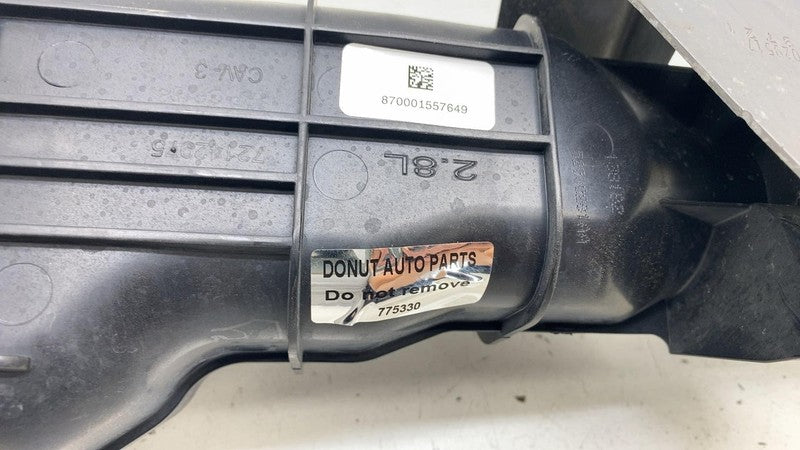 CAV-3
870001557649
2.8L
DONUT AUTO PARTS
Do not remove
775330